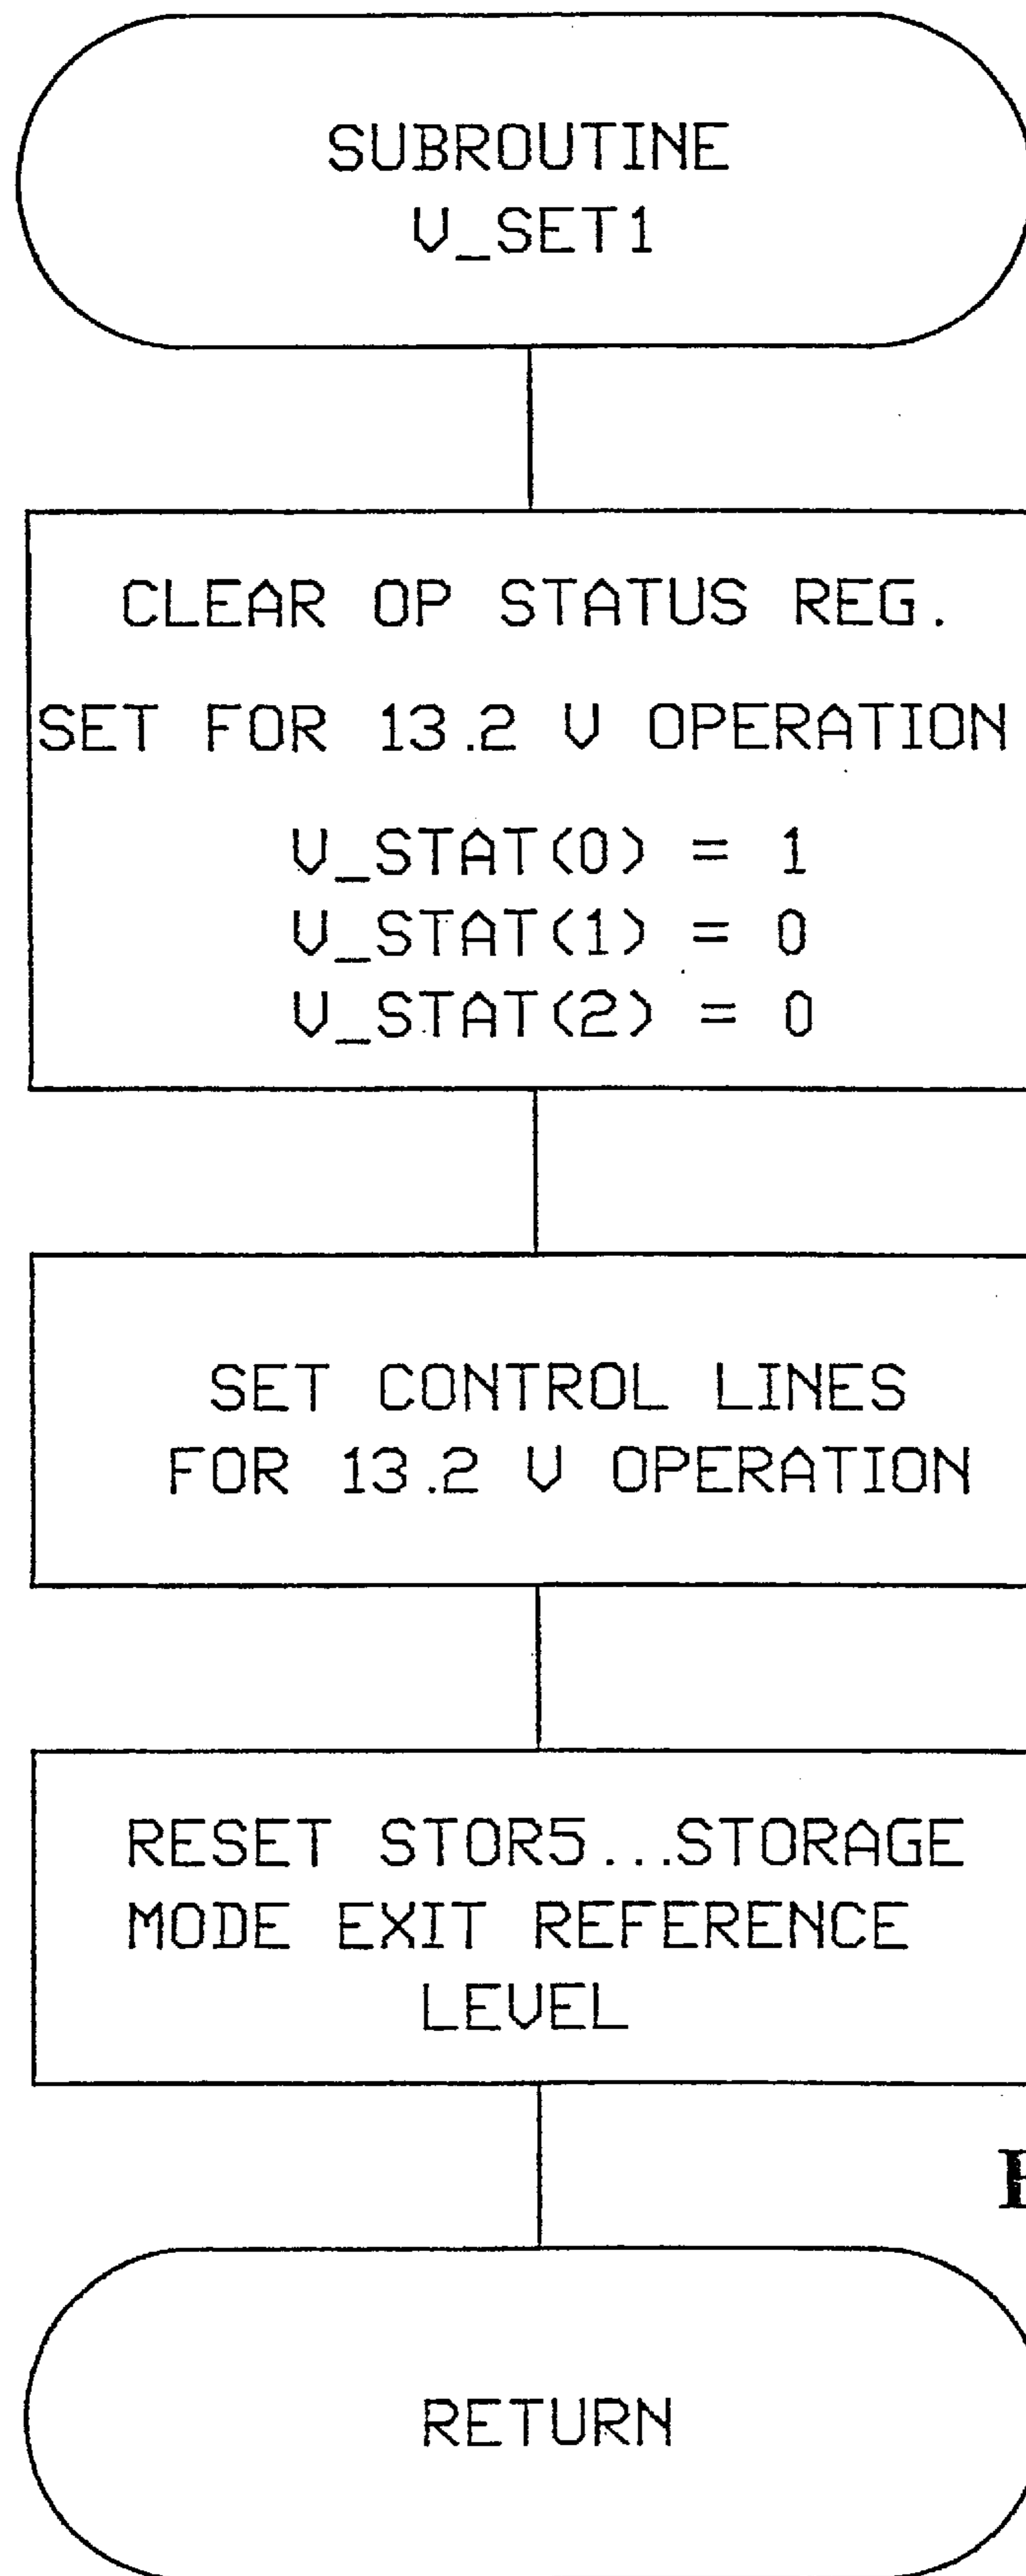 SUBROUTINE
V_SET1
CLEAR OP STATUS REG.
SET FOR 13.2 V OPERATION
V_STAT(0) = 1
V_STAT(1) = 0
V_STAT(2) = 0
SET CONTROL LINES
FOR 13.2 V OPERATION
RESET STOR5...STORAGE
MODE EXIT REFERENCE
LEVEL
RETURN